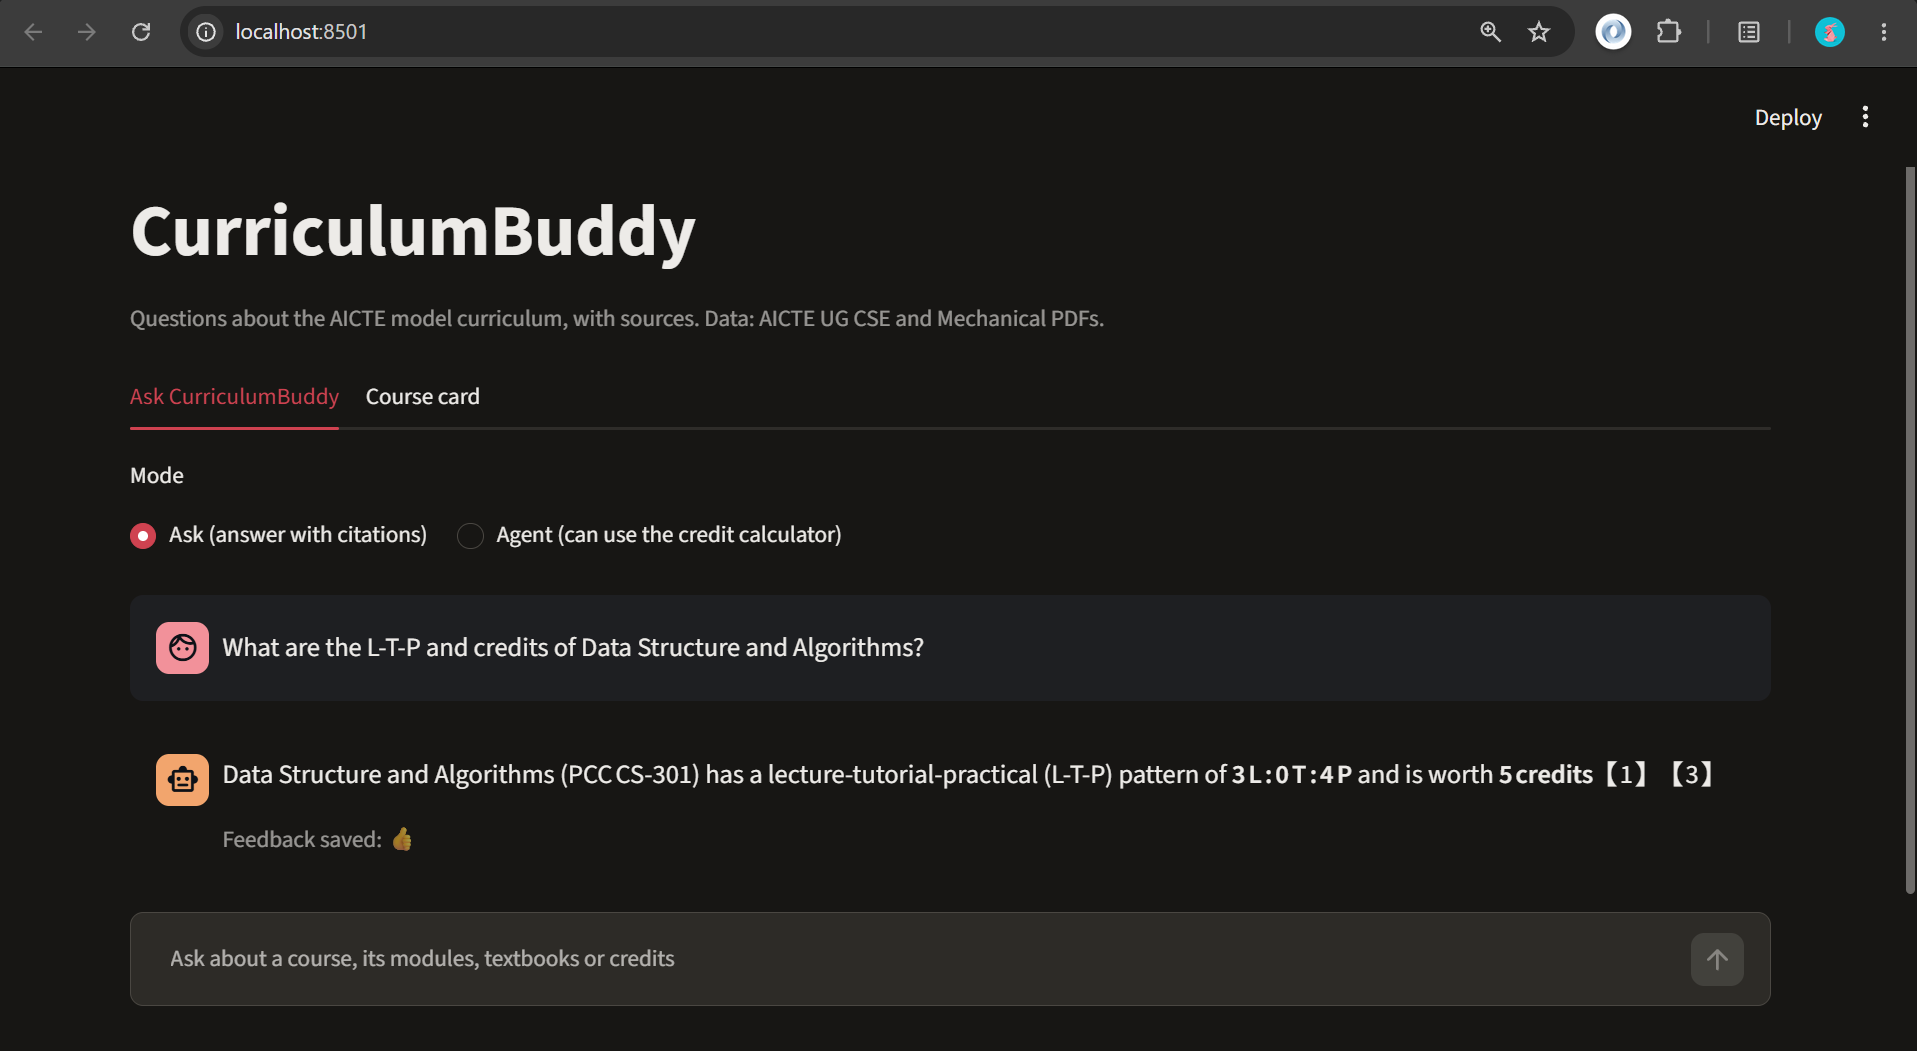 localhost:8501
Deploy
CurriculumBuddy
Questions about the AICTE model curriculum, with sources. Data: AICTE UG CSE and Mechanical PDFs.
Ask CurriculumBuddy Course card
Mode
Ask (answer with citations) Agent (can use the credit calculator)
What are the L-T-P and credits of Data Structure and Algorithms?
Data Structure and Algorithms (PCC CS-301) has a lecture-tutorial-practical (L-T-P) pattern of 3 L : 0 T : 4 P and is worth 5 credits【1】【3】
Feedback saved: 👍
Ask about a course, its modules, textbooks or credits